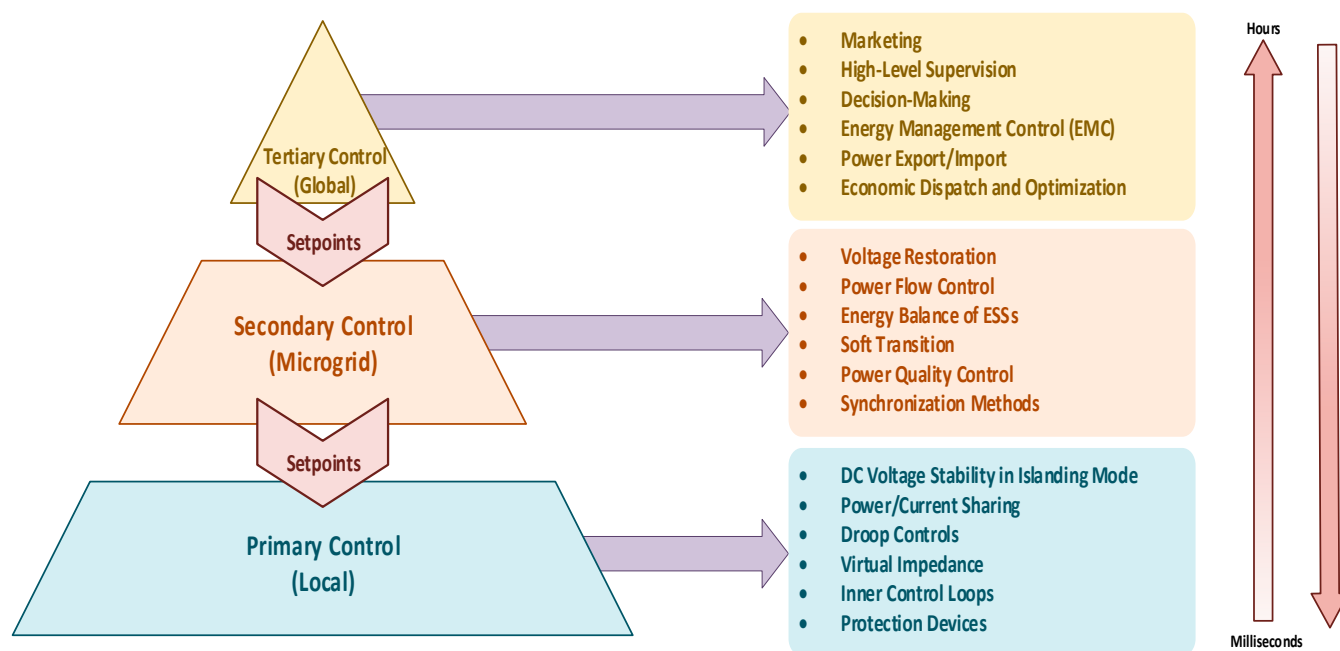 Tertiary Control
(Global)
Setpoints
Secondary Control
(Microgrid)
Setpoints
Primary Control
(Local)
• Marketing
• High-Level Supervision
• Decision-Making
• Energy Management Control (EMC)
• Power Export/Import
• Economic Dispatch and Optimization
• Voltage Restoration
• Power Flow Control
• Energy Balance of ESSs
• Soft Transition
• Power Quality Control
• Synchronization Methods
• DC Voltage Stability in Islanding Mode
• Power/Current Sharing
• Droop Controls
• Virtual Impedance
• Inner Control Loops
• Protection Devices
Hours
Milliseconds